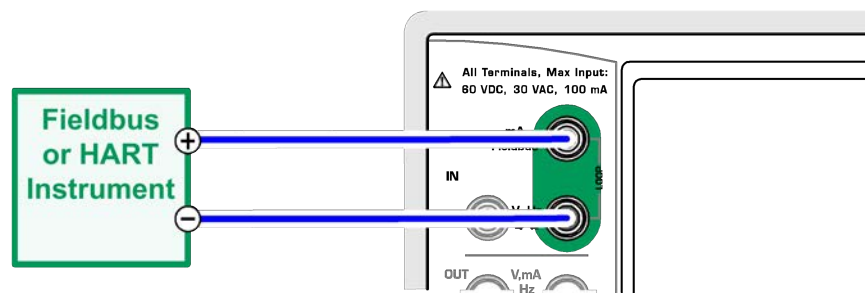 All Terminals, Max Input:
60 VDC, 30 VAC, 100 mA
Fieldbus
or HART
Instrument
+
−
mA
IN
LOOP
OUT
V,mA
Hz